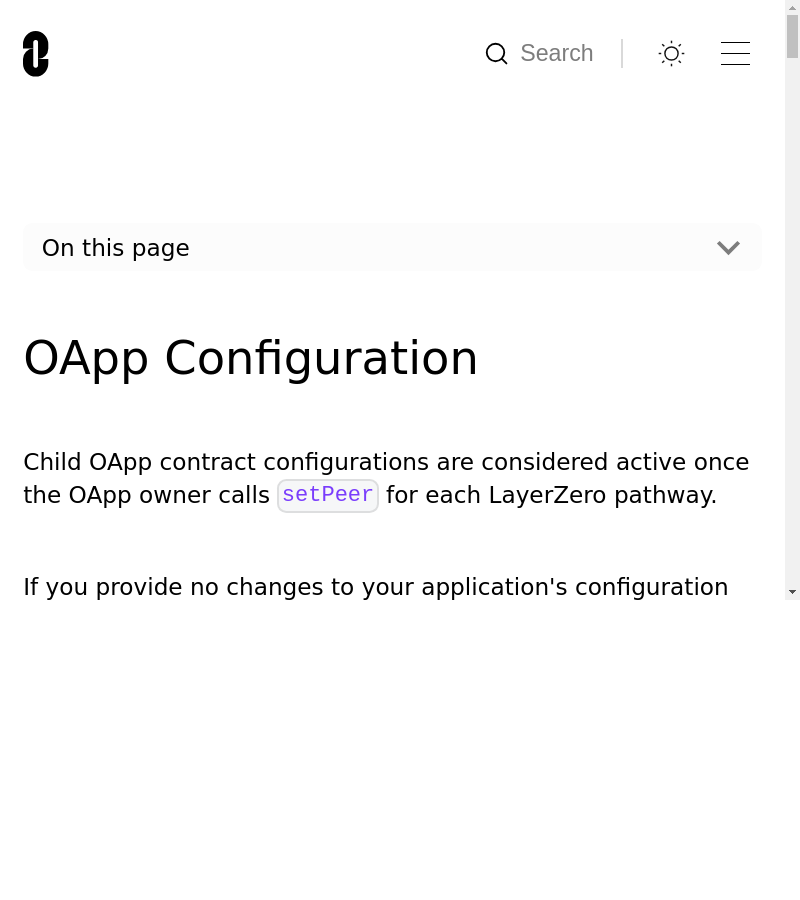 Search
On this page
OApp Configuration
Child OApp contract configurations are considered active once
the OApp owner calls setPeer for each LayerZero pathway.
If you provide no changes to your application's configuration